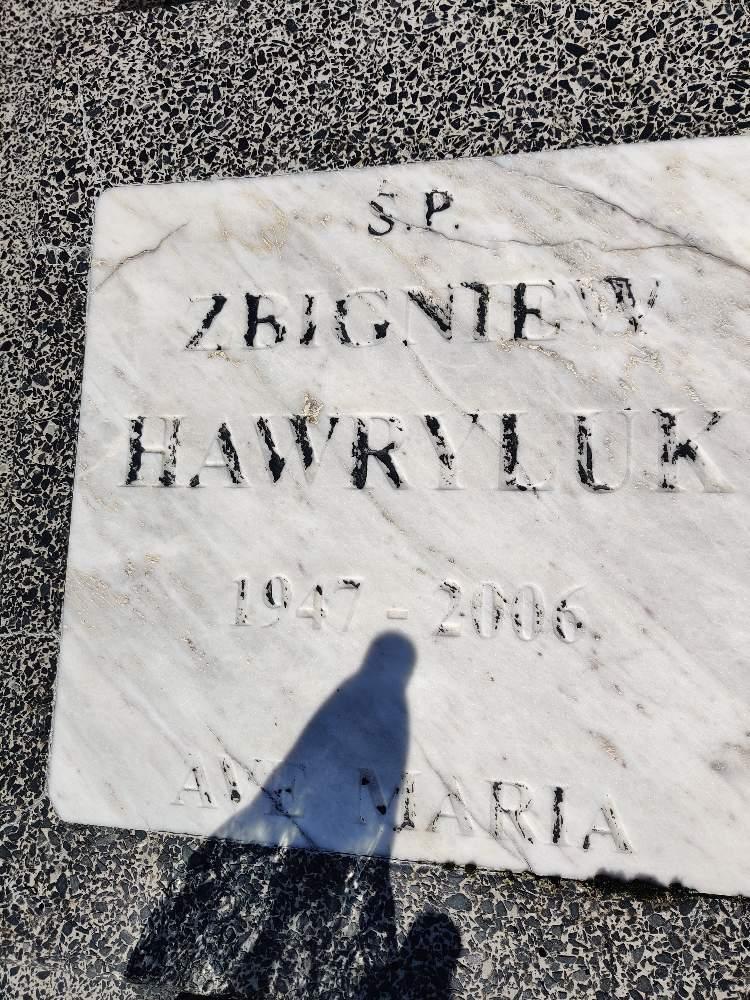 Ś.P.
ZBIGNIEW
HAWRYLUK
1947 - 2006
AVE MARIA